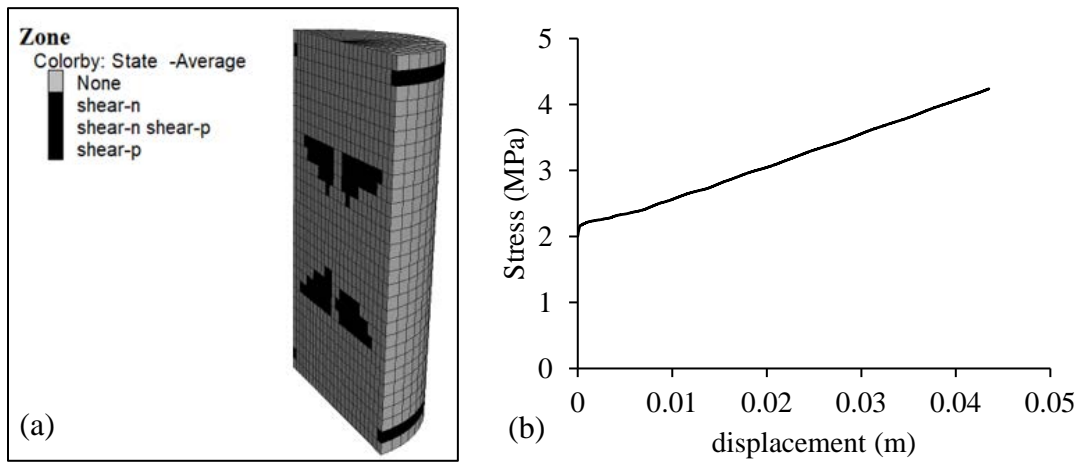 Zone
Colorby: State -Average
None
shear-n
shear-n shear-p
shear-p
(a)
5
4
3
2
1
0
Stress (MPa)
0 0.01 0.02 0.03 0.04 0.05
displacement (m)
(b)